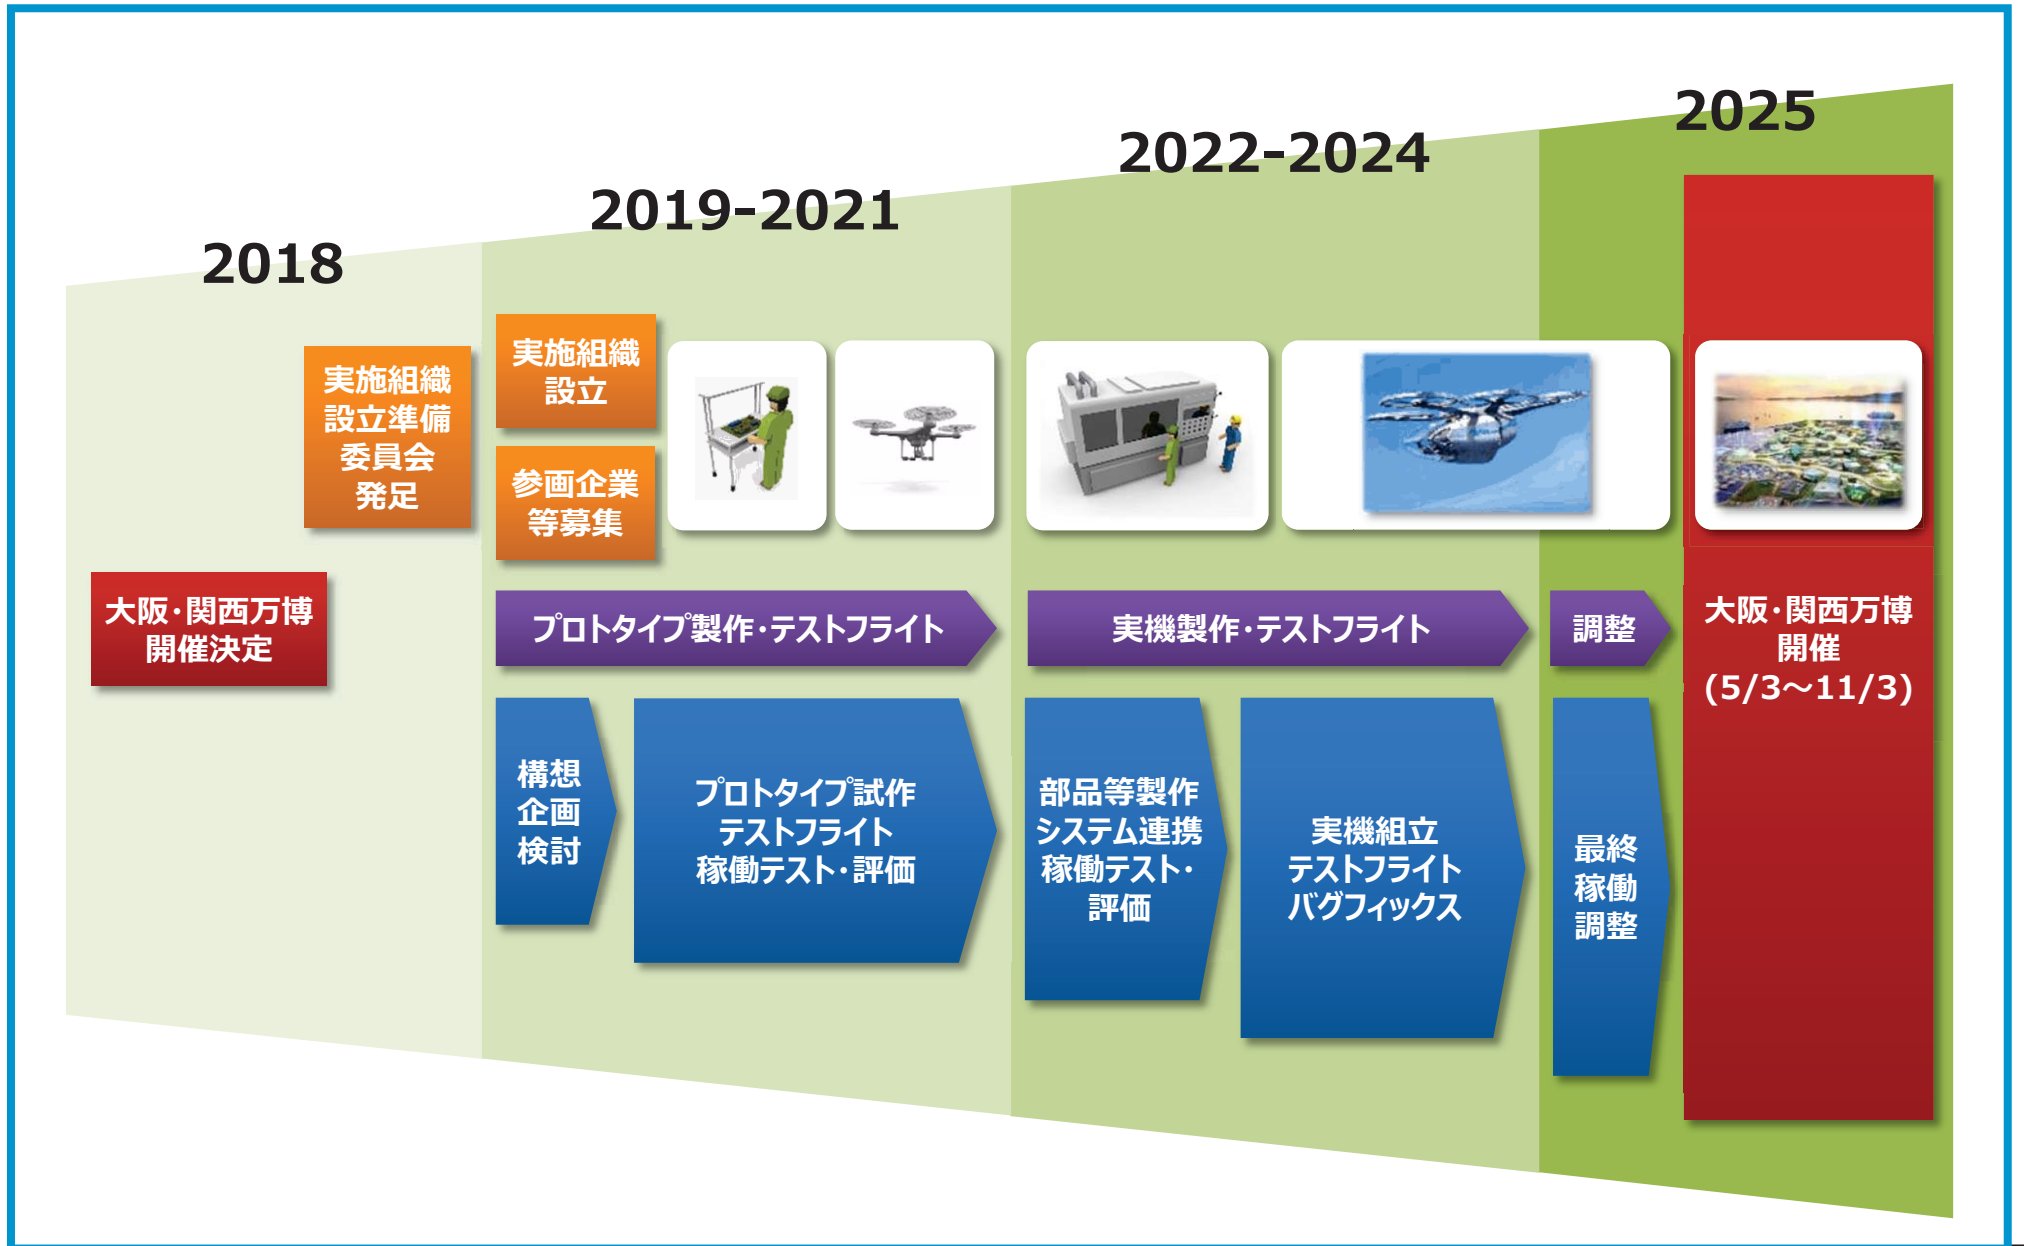 2018
2019-2021
2022-2024
2025
実施組織
設立準備
委員会
発足
大阪・関西万博
開催決定
実施組織
設立
参画企業
等募集
プロトタイプ製作・テストフライト
構想
企画
検討
プロトタイプ試作
テストフライト
稼働テスト・評価
実機製作・テストフライト
部品等製作
システム連携
稼働テスト・
評価
実機組立
テストフライト
バグフィックス
調整
最終
稼働
調整
大阪・関西万博
開催
(5/3～11/3)